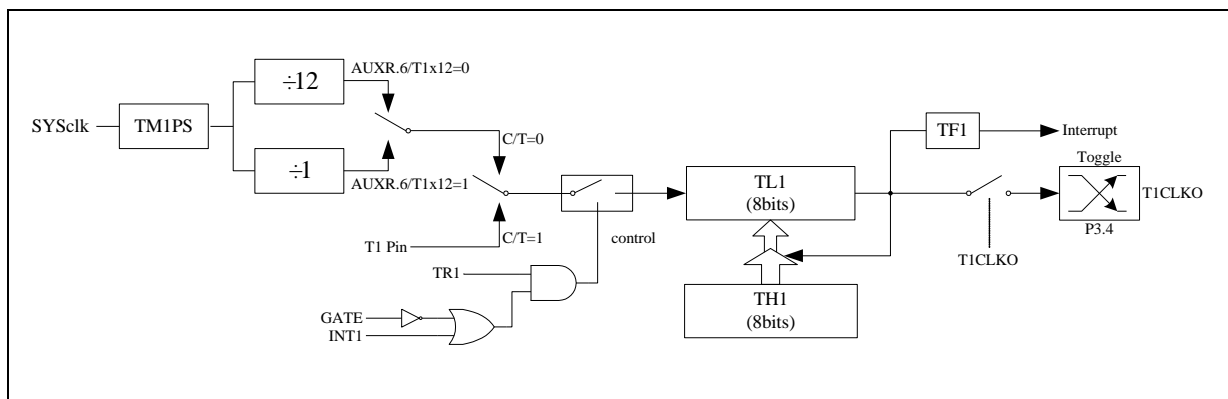 SYSclk
TM1PS
÷12
÷1
AUXR.6/T1x12=0
AUXR.6/T1x12=1
C/T=0
C/T=1
T1 Pin
TR1
GATE
INT1
control
TL1
(8bits)
TH1
(8bits)
TF1
Interrupt
Toggle
T1CLKO
P3.4
T1CLKO